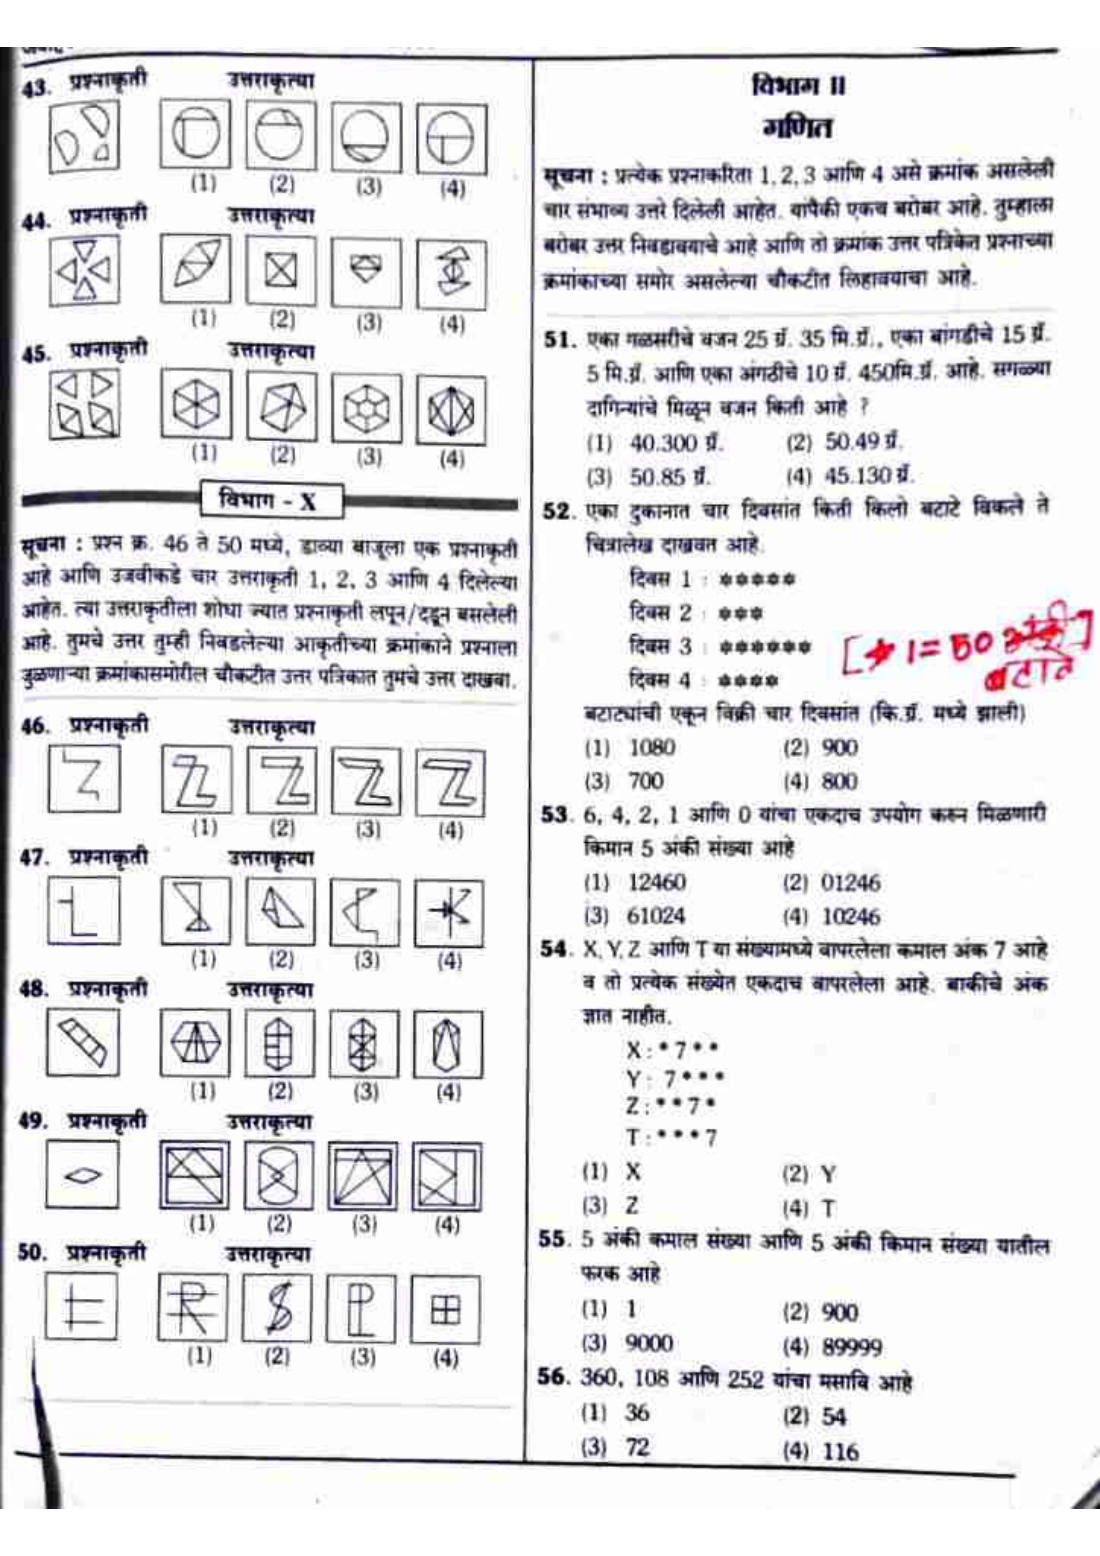 43. प्रश्नाकृती उत्तराकृत्या
(1) (2) (3) (4)
44. प्रश्नाकृती उत्तराकृत्या
(1) (2) (3) (4)
45. प्रश्नाकृती उत्तराकृत्या
(1) (2) (3) (4)
विभाग - X
सूचना : प्रश्न क्र. 46 ते 50 मध्ये, डाव्या बाजूला एक प्रश्नाकृती
आहे आणि उजवीकडे चार उत्तराकृती 1, 2, 3 आणि 4 दिलेल्या
आहेत. त्या उत्तराकृतीला शोधा ज्यात प्रश्नाकृती लपून/दडून बसलेली
आहे. तुमचे उत्तर तुम्ही निवडलेल्या आकृतीच्या क्रमांकाने प्रश्नाला
जुळणाऱ्या क्रमांकासमोरील चौकटीत उत्तर पत्रिकात तुमचे उत्तर दाखवा.
46. प्रश्नाकृती उत्तराकृत्या
(1) (2) (3) (4)
47. प्रश्नाकृती उत्तराकृत्या
(1) (2) (3) (4)
48. प्रश्नाकृती उत्तराकृत्या
(1) (2) (3) (4)
49. प्रश्नाकृती उत्तराकृत्या
(1) (2) (3) (4)
50. प्रश्नाकृती उत्तराकृत्या
(1) (2) (3) (4)
विभाग II
गणित
सूचना : प्रत्येक प्रश्नाकरिता 1, 2, 3 आणि 4 असे क्रमांक असलेली
चार संभाव्य उत्तरे दिलेली आहेत. यांपैकी एकच बरोबर आहे. तुम्हाला
बरोबर उत्तर निवडावयाचे आहे आणि तो क्रमांक उत्तर पत्रिकेत प्रश्नाच्या
क्रमांकाच्या समोर असलेल्या चौकटीत लिहावयाचा आहे.
51. एका गळसरीचे वजन 25 ग्रॅ. 35 मि.ग्रॅ., एका बांगडीचे 15 ग्रॅ.
5 मि.ग्रॅ. आणि एका अंगठीचे 10 ग्रॅ. 450मि.ग्रॅ. आहे. सगळ्या
दागिन्यांचे मिळून वजन किती आहे ?
(1) 40.300 ग्रॅ. (2) 50.49 ग्रॅ.
(3) 50.85 ग्रॅ. (4) 45.130 ग्रॅ.
52. एका दुकानात चार दिवसांत किती किलो बटाटे विकले ते
चित्रालेख दाखवत आहे.
दिवस 1 : *****
दिवस 2 : ***
दिवस 3 : ******
दिवस 4 : ****
[* 1 = 50
बटाटे]
बटाट्यांची एकून विक्री चार दिवसांत (कि.ग्रॅ. मध्ये झाली)
(1) 1080 (2) 900
(3) 700 (4) 800
53. 6, 4, 2, 1 आणि 0 यांचा एकदाच उपयोग करून मिळणारी
किमान 5 अंकी संख्या आहे
(1) 12460 (2) 01246
(3) 61024 (4) 10246
54. X, Y, Z आणि T या संख्यामध्ये वापरलेला कमाल अंक 7 आहे
व तो प्रत्येक संख्येत एकदाच वापरलेला आहे. बाकीचे अंक
ज्ञात नाहीत.
X : * 7 * *
Y : 7 * * *
Z : * * 7 *
T : * * * 7
(1) X (2) Y
(3) Z (4) T
55. 5 अंकी कमाल संख्या आणि 5 अंकी किमान संख्या यातील
फरक आहे
(1) 1 (2) 900
(3) 9000 (4) 89999
56. 360, 108 आणि 252 यांचा मसावि आहे
(1) 36 (2) 54
(3) 72 (4) 116